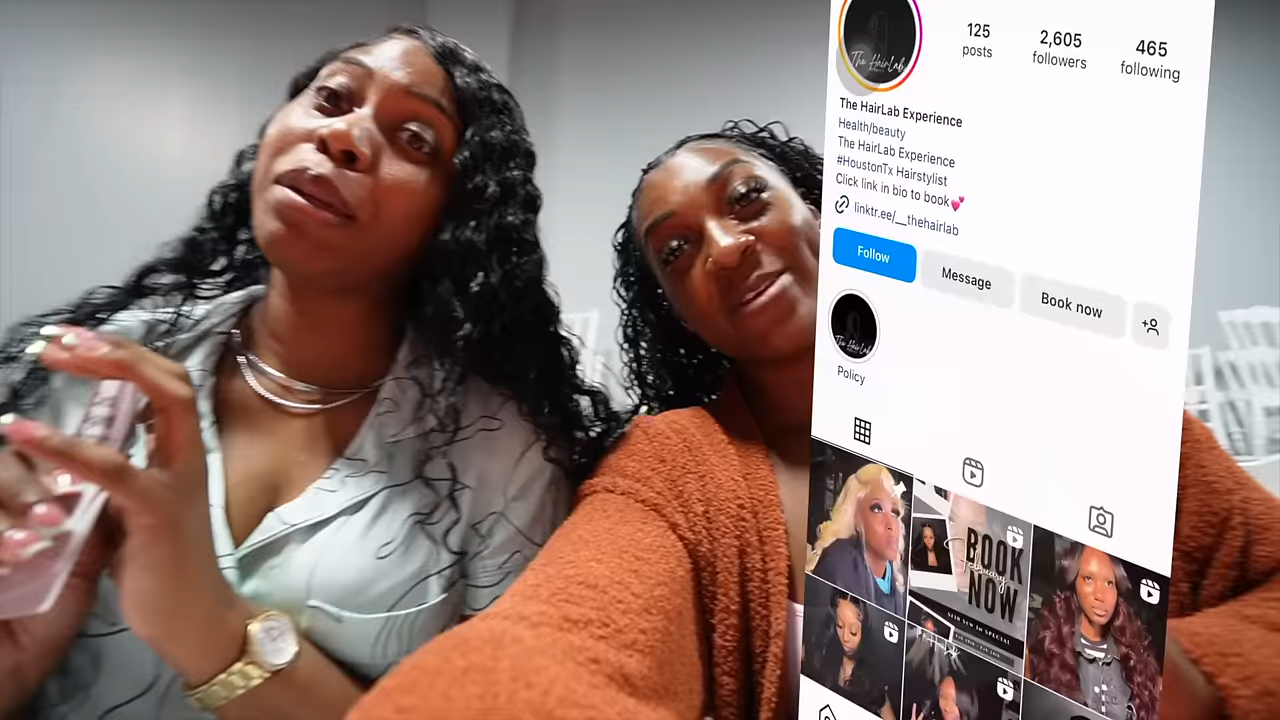 The HairLab
125
posts
2,605
followers
465
following
The HairLab Experience
Health/beauty
The HairLab Experience
#HoustonTx Hairstylist
Click link in bio to book💕
linktr.ee/__thehairlab
Follow
Message
Book now
The HairLab
Policy
BOOK
February
NOW